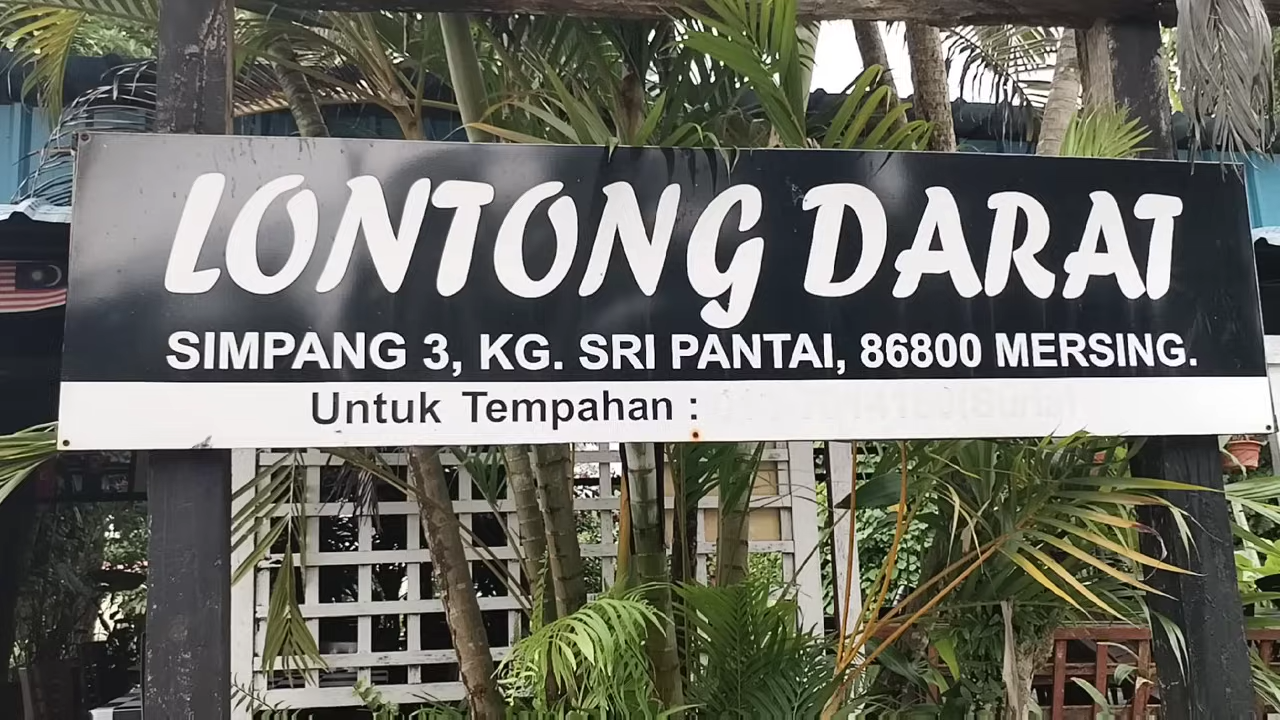 LONTONG DARAT
SIMPANG 3, KG. SRI PANTAI, 86800 MERSING.
Untuk Tempahan :